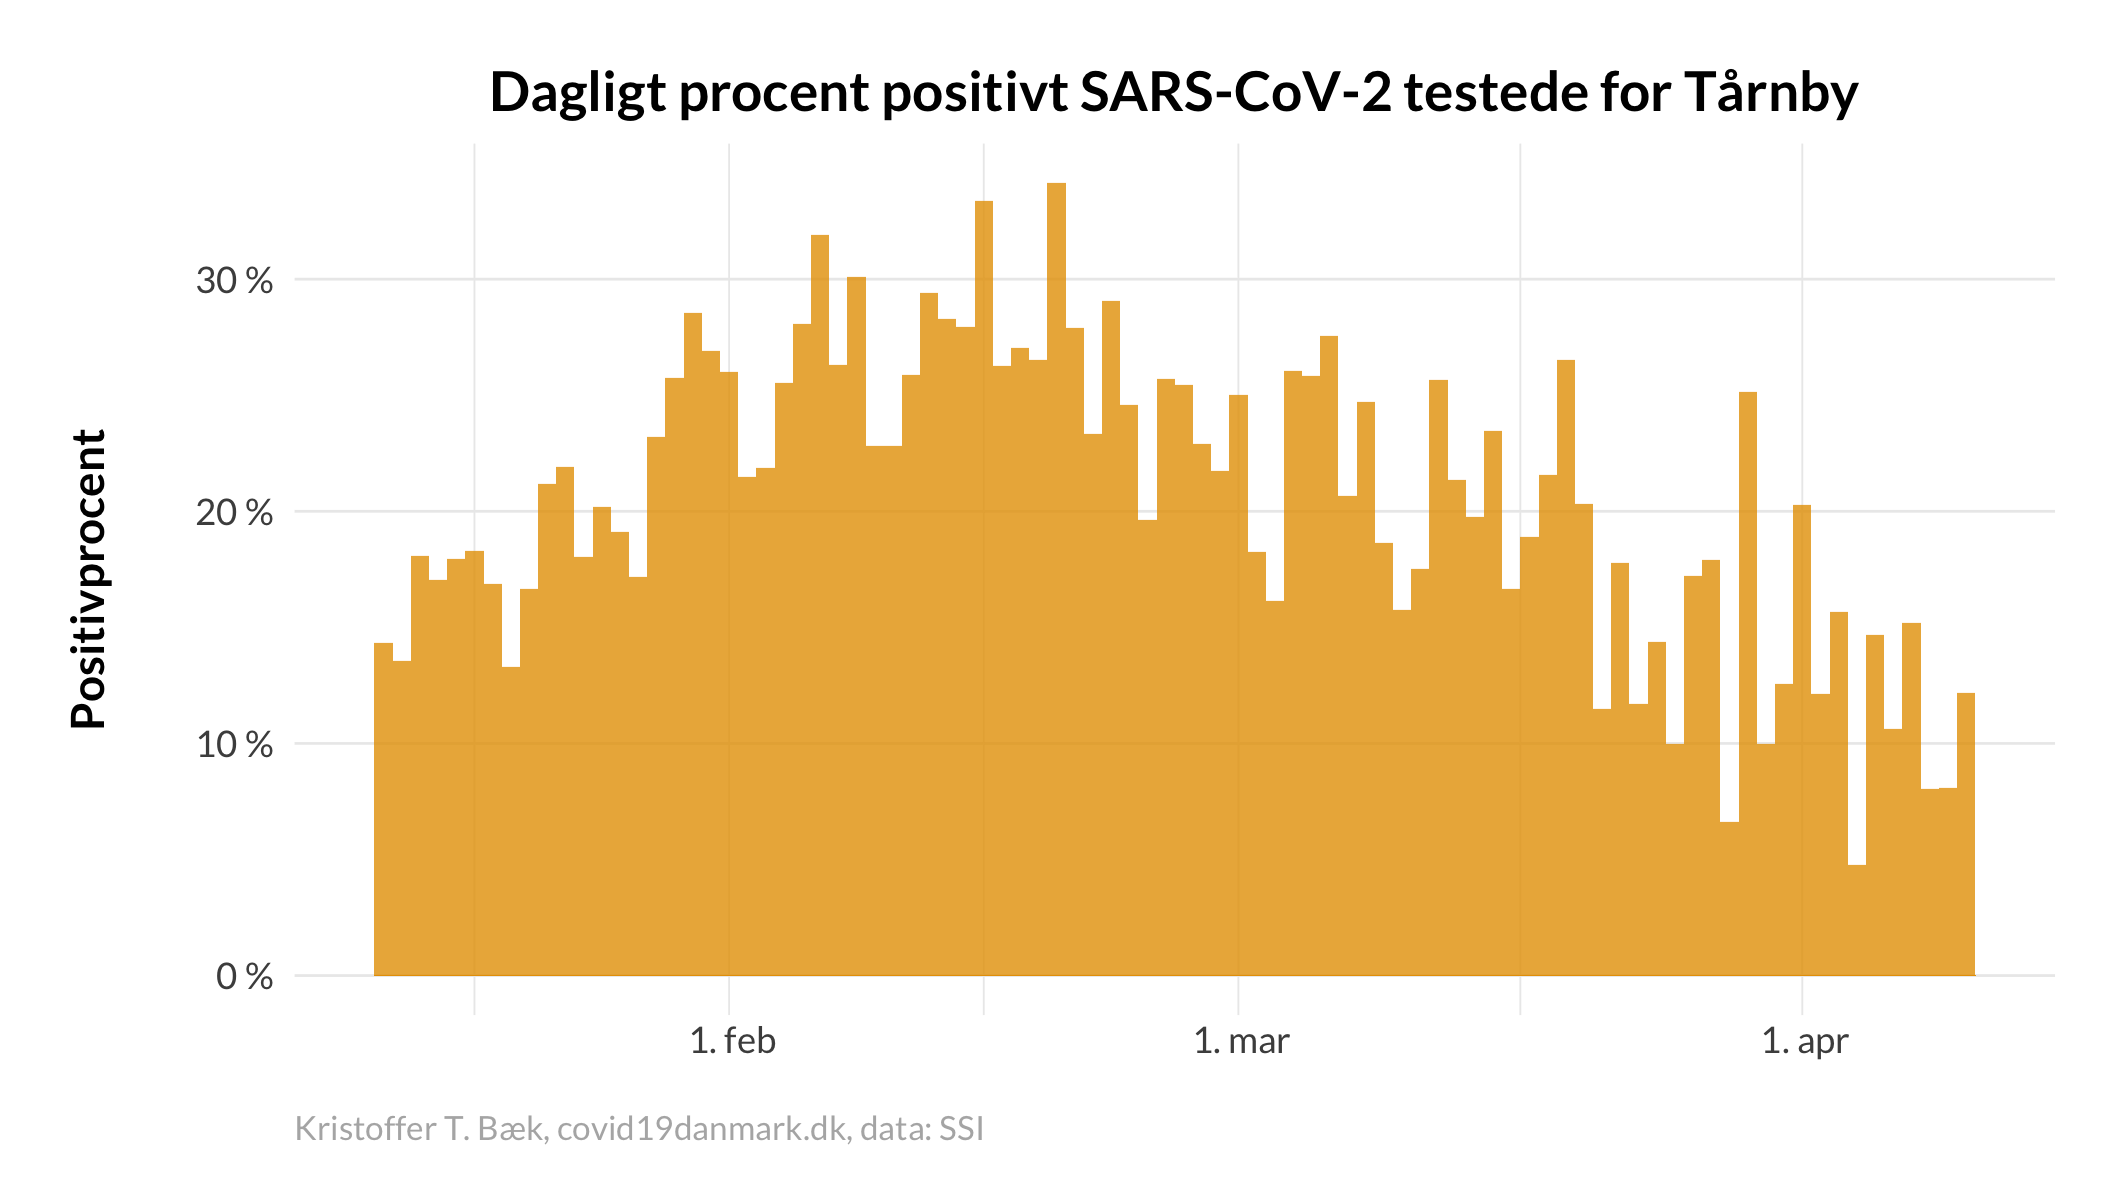 Dagligt procent positivt SARS-CoV-2 testede for Tårnby
Positivprocent
30 %
20 %
10 %
0 %
1. feb
1. mar
1. apr
Kristoffer T. Bæk, covid19danmark.dk, data: SSI